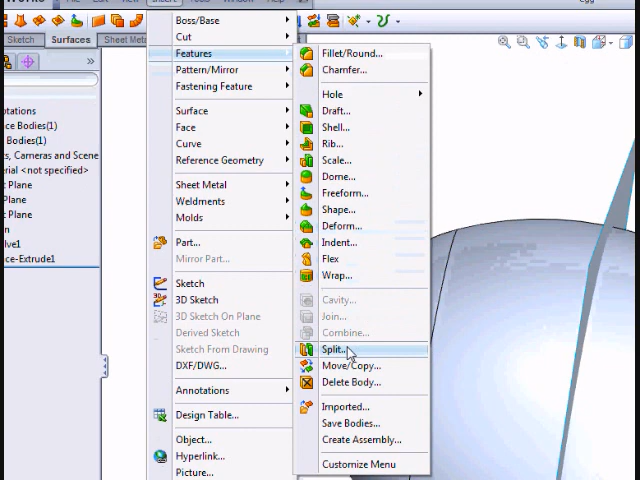 Sketch
Surfaces
Sheet Met
»
otations
ce Bodies(1)
Bodies(1)
s, Cameras and Scene
rial <not specified>
t Plane
Plane
t Plane
n
lve1
ce-Extrude1
Boss/Base
Cut
Features
Pattern/Mirror
Fastening Feature
Surface
Face
Curve
Reference Geometry
Sheet Metal
Weldments
Molds
Part...
Mirror Part...
Sketch
3D Sketch
3D Sketch On Plane
Derived Sketch
Sketch From Drawing
DXF/DWG...
Annotations
Design Table...
Object...
Hyperlink...
Picture...
Fillet/Round...
Chamfer...
Hole
Draft...
Shell...
Rib...
Scale...
Dome...
Freeform...
Shape...
Deform...
Indent...
Flex
Wrap...
Cavity...
Join...
Combine...
Split...
Move/Copy...
Delete Body...
Imported...
Save Bodies...
Create Assembly...
Customize Menu